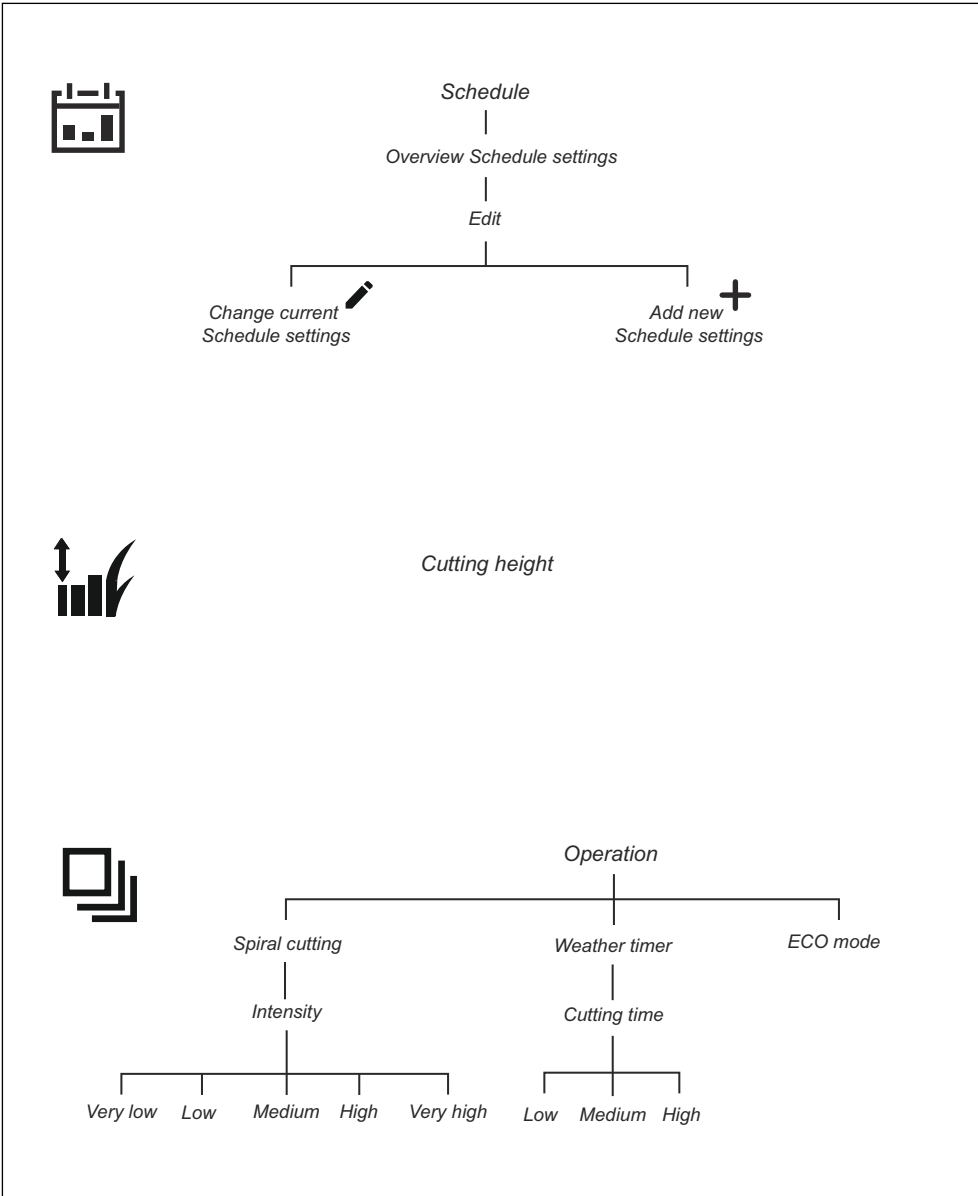 Schedule
Overview Schedule settings
Edit
Change current
Schedule settings
Add new
Schedule settings
Cutting height
Operation
Spiral cutting
Weather timer
ECO mode
Intensity
Cutting time
Very low
Low
Medium
High
Very high
Low
Medium
High